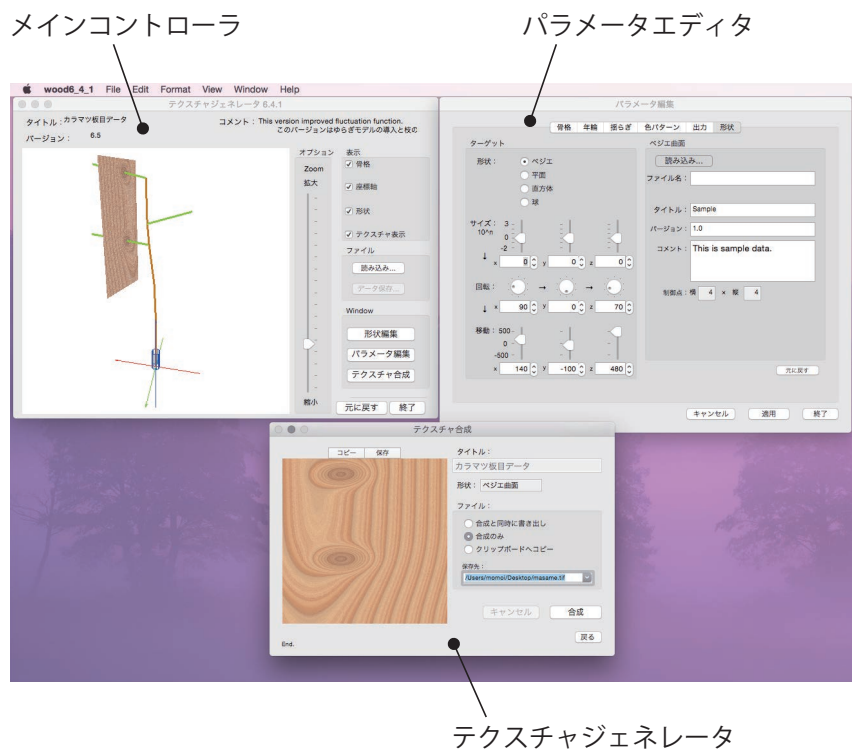 メインコントローラ
パラメータエディタ
wood6_4_1 File Edit Format View Window Help
テクスチャジェネレータ 6.4.1
タイトル：カラマツ板目データ
バージョン： 6.5
コメント： This version improved fluctuation function.
このバージョンはゆらぎモデルの導入と枝の
オプション
Zoom
拡大
縮小
表示
骨格
座標軸
形状
テクスチャ表示
ファイル
読み込み...
データ保存...
Window
形状編集
パラメータ編集
テクスチャ合成
元に戻す 終了
パラメータ編集
骨格 年輪 揺らぎ 色パターン 出力 形状
ターゲット
形状： ベジエ
平面
直方体
球
サイズ： 3
10^n 0
-2
↓ x 0 y 0 z 0
回転： → →
↓ x 90 y 0 z 70
移動： 500
0
-500
x 140 y -100 z 480
ベジエ曲面
読み込み...
ファイル名：
タイトル： Sample
バージョン： 1.0
コメント： This is sample data.
制御点： 横 4 × 縦 4
元に戻す
キャンセル 適用 終了
テクスチャ合成
コピー 保存
タイトル：
カラマツ板目データ
形状： ベジエ曲面
ファイル：
合成と同時に書き出し
合成のみ
クリップボードへコピー
保存先：
/Users/momoi/Desktop/masame.tif
キャンセル 合成
戻る
End.
テクスチャジェネレータ